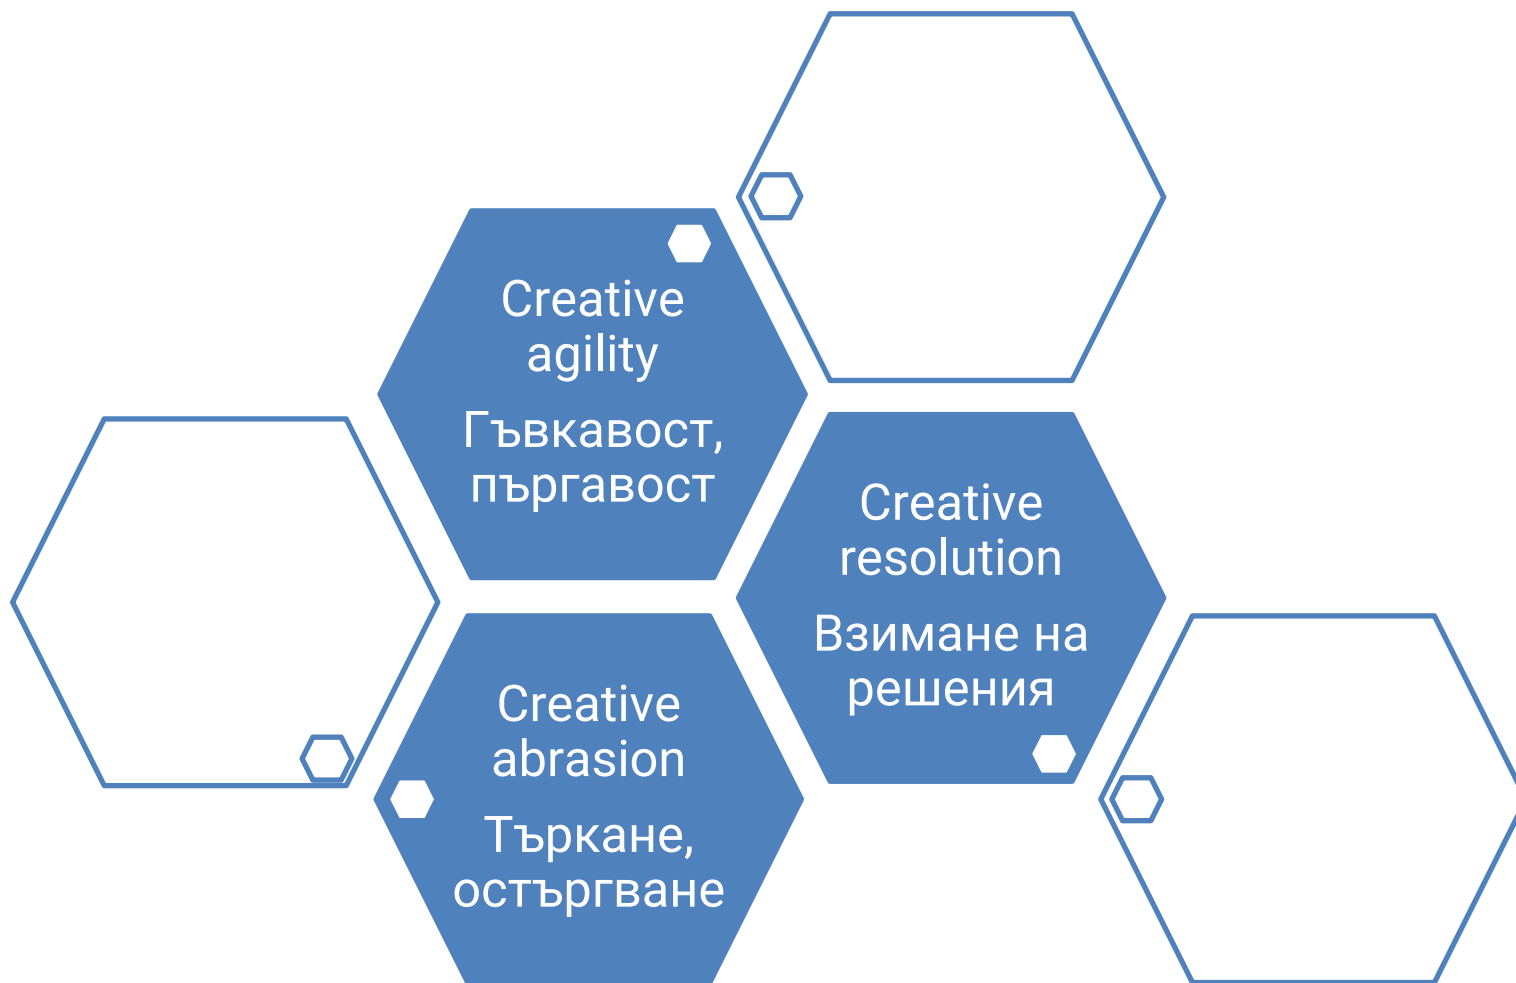 Creative
agility
Гъвкавост,
пъргавост
Creative
resolution
Взимане на
решения
Creative
abrasion
Търкане,
остъргване